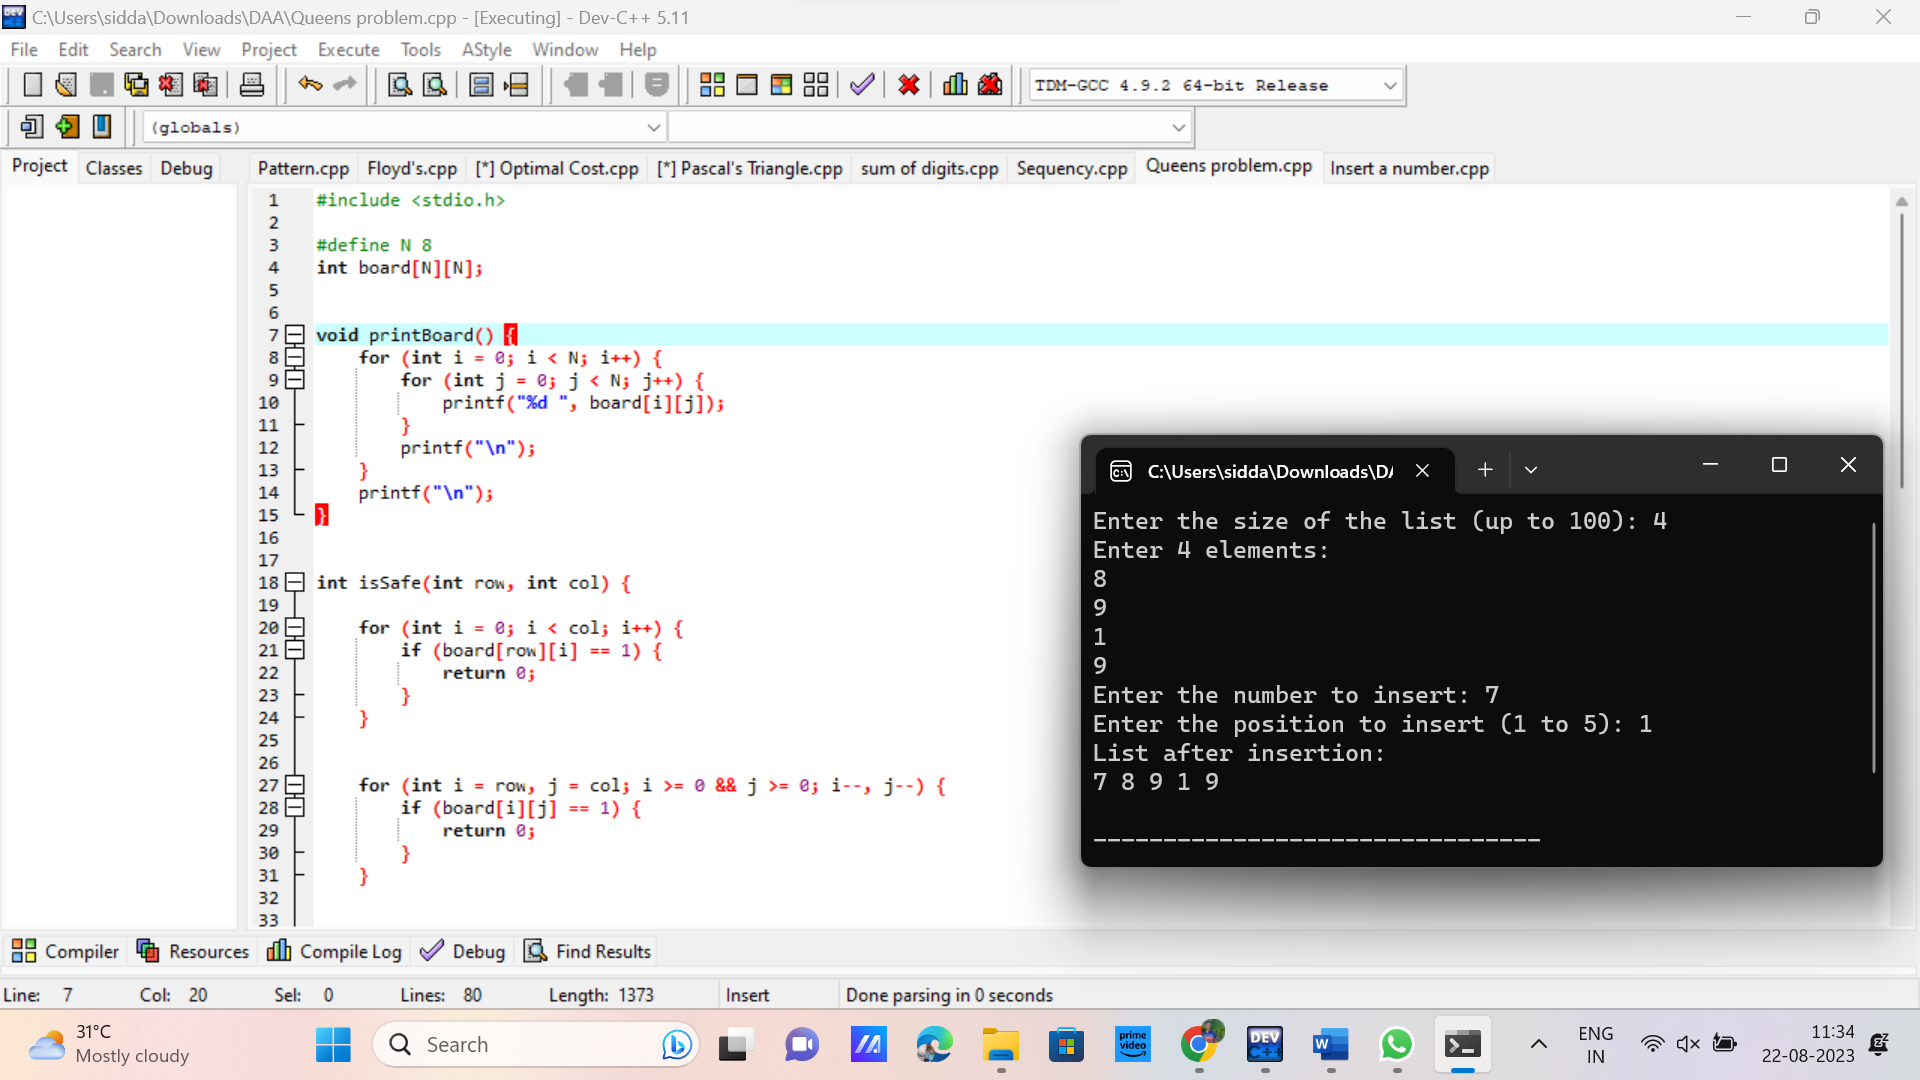 C:\Users\sidda\Downloads\DAA\Queens problem.cpp - [Executing] - Dev-C++ 5.11
File Edit Search View Project Execute Tools AStyle Window Help
TDM-GCC 4.9.2 64-bit Release
(globals)
Project Classes Debug
Pattern.cpp Floyd's.cpp [*] Optimal Cost.cpp [*] Pascal's Triangle.cpp sum of digits.cpp Sequency.cpp Queens problem.cpp Insert a number.cpp
1 #include <stdio.h>
2
3 #define N 8
4 int board[N][N];
5
6
7 void printBoard() {
8     for (int i = 0; i < N; i++) {
9         for (int j = 0; j < N; j++) {
10             printf("%d ", board[i][j]);
11         }
12         printf("\n");
13     }
14     printf("\n");
15 }
16
17
18 int isSafe(int row, int col) {
19
20     for (int i = 0; i < col; i++) {
21         if (board[row][i] == 1) {
22             return 0;
23         }
24     }
25
26
27     for (int i = row, j = col; i >= 0 && j >= 0; i--, j--) {
28         if (board[i][j] == 1) {
29             return 0;
30         }
31     }
32
33
C:\Users\sidda\Downloads\DA
Enter the size of the list (up to 100): 4
Enter 4 elements:
8
9
1
9
Enter the number to insert: 7
Enter the position to insert (1 to 5): 1
List after insertion:
7 8 9 1 9
--------------------------------
Compiler Resources Compile Log Debug Find Results
Line: 7 Col: 20 Sel: 0 Lines: 80 Length: 1373 Insert Done parsing in 0 seconds
31°C
Mostly cloudy
Search
prime video
DEV C++
W
ENG
IN
11:34
22-08-2023